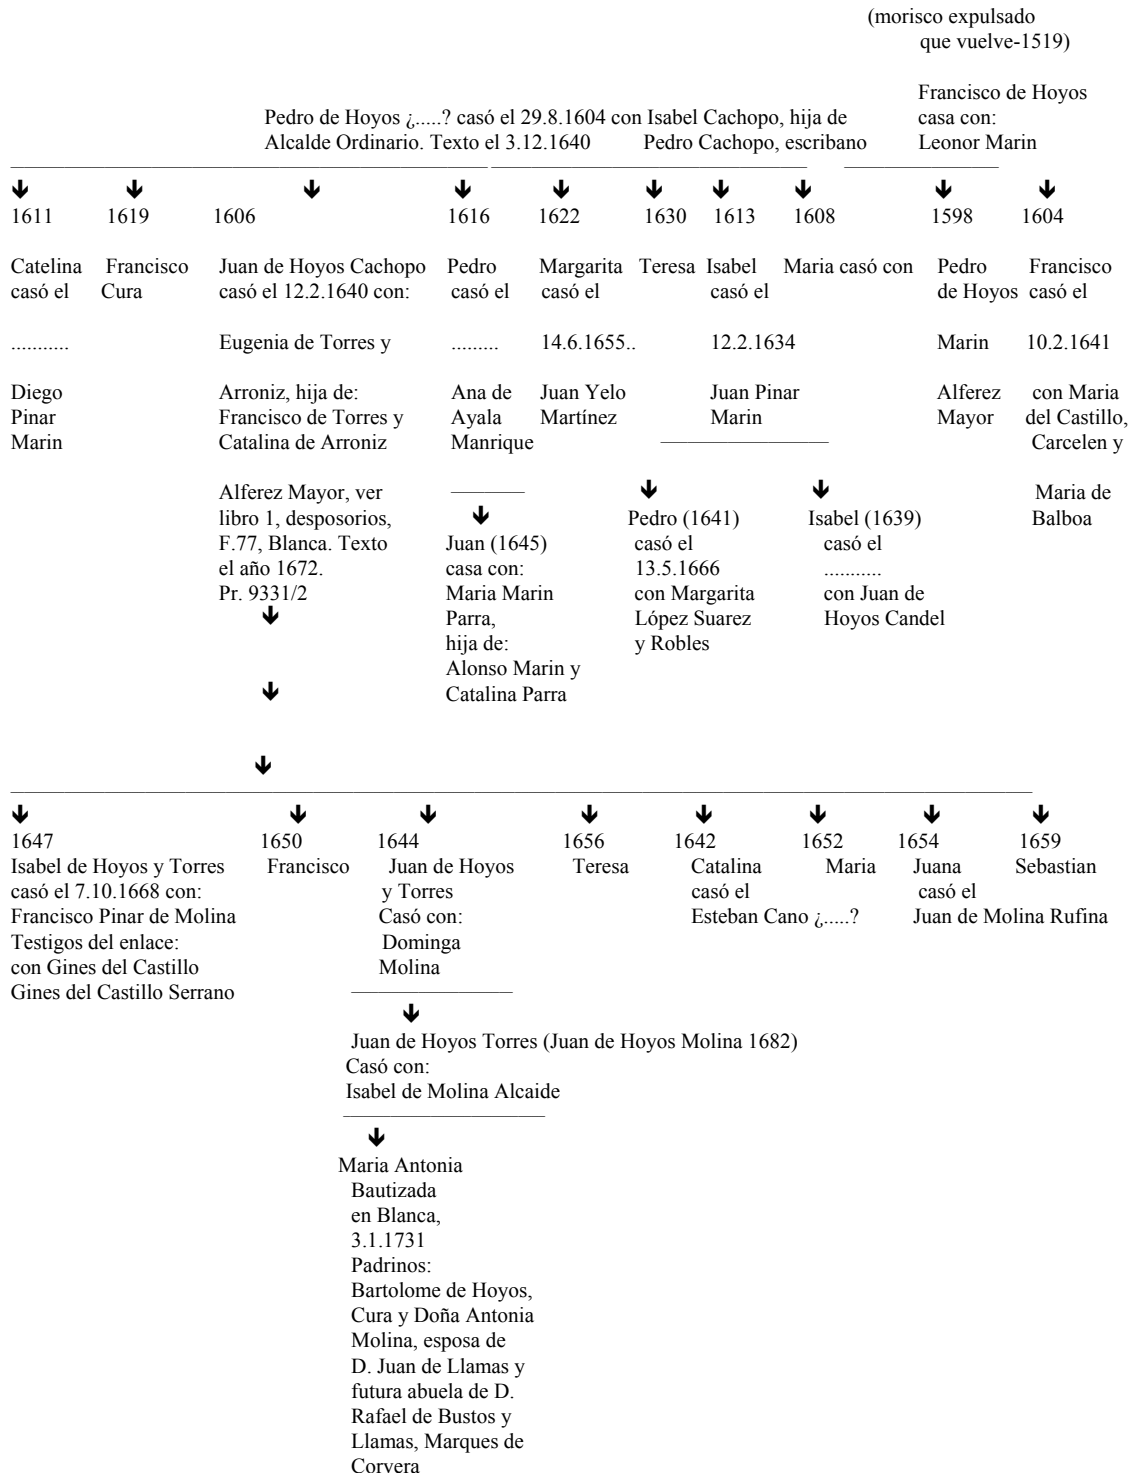 (morisco expulsado
que vuelve-1519)
Francisco de Hoyos
casa con:
Leonor Marin
Pedro de Hoyos ¿.....? casó el 29.8.1604 con Isabel Cachopo, hija de
Alcalde Ordinario. Texto el 3.12.1640 Pedro Cachopo, escribano
1611 1619 1606 1616 1622 1630 1613 1608 1598 1604
Catelina
casó el
...........
Diego
Pinar
Marin
Francisco
Cura
Juan de Hoyos Cachopo
casó el 12.2.1640 con:
Eugenia de Torres y
Arroniz, hija de:
Francisco de Torres y
Catalina de Arroniz
Alferez Mayor, ver
libro 1, desposorios,
F.77, Blanca. Texto
el año 1672.
Pr. 9331/2
Pedro
casó el
.........
Ana de
Ayala
Manrique
Juan (1645)
casa con:
Maria Marin
Parra,
hija de:
Alonso Marin y
Catalina Parra
Margarita
casó el
14.6.1655..
Juan Yelo
Martínez
Teresa
Isabel
casó el
12.2.1634
Juan Pinar
Marin
Pedro (1641)
casó el
13.5.1666
con Margarita
López Suarez
y Robles
Isabel (1639)
casó el
...........
con Juan de
Hoyos Candel
Maria casó con
Pedro
de Hoyos
Marin
Alferez
Mayor
Francisco
casó el
10.2.1641
con Maria
del Castillo,
Carcelen y
Maria de
Balboa
1647
Isabel de Hoyos y Torres
casó el 7.10.1668 con:
Francisco Pinar de Molina
Testigos del enlace:
con Gines del Castillo
Gines del Castillo Serrano
1650
Francisco
1644
Juan de Hoyos
y Torres
Casó con:
Dominga
Molina
1656
Teresa
1642
Catalina
casó el
Esteban Cano ¿.....?
1652
Maria
1654
Juana
casó el
Juan de Molina Rufina
1659
Sebastian
Juan de Hoyos Torres (Juan de Hoyos Molina 1682)
Casó con:
Isabel de Molina Alcaide
Maria Antonia
Bautizada
en Blanca,
3.1.1731
Padrinos:
Bartolome de Hoyos,
Cura y Doña Antonia
Molina, esposa de
D. Juan de Llamas y
futura abuela de D.
Rafael de Bustos y
Llamas, Marques de
Corvera